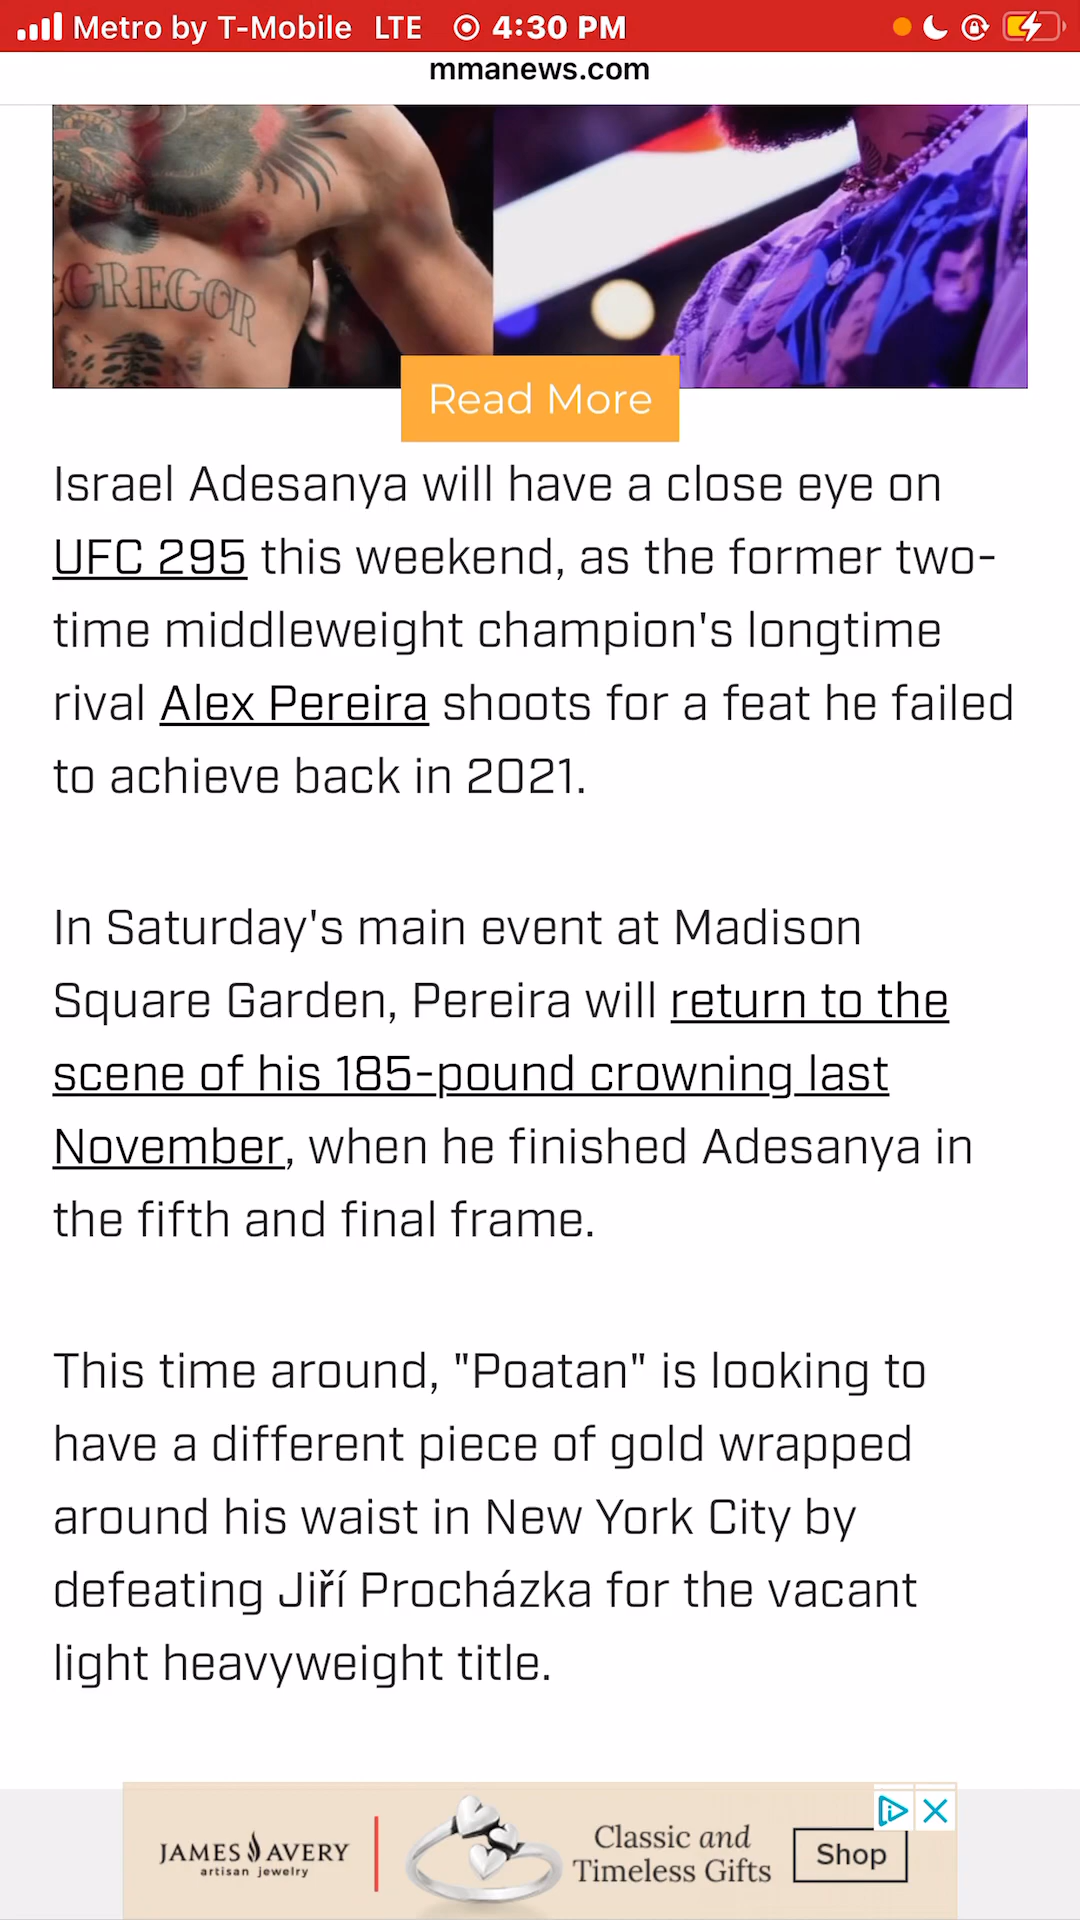 Metro by T-Mobile LTE 4:30 PM
mmanews.com
GREGOR
Read More
Israel Adesanya will have a close eye on
UFC 295 this weekend, as the former two-
time middleweight champion's longtime
rival Alex Pereira shoots for a feat he failed
to achieve back in 2021.
In Saturday's main event at Madison
Square Garden, Pereira will return to the
scene of his 185-pound crowning last
November, when he finished Adesanya in
the fifth and final frame.
This time around, "Poatan" is looking to
have a different piece of gold wrapped
around his waist in New York City by
defeating Jiří Procházka for the vacant
light heavyweight title.
JAMES AVERY
artisan jewelry
Classic and
Timeless Gifts
Shop